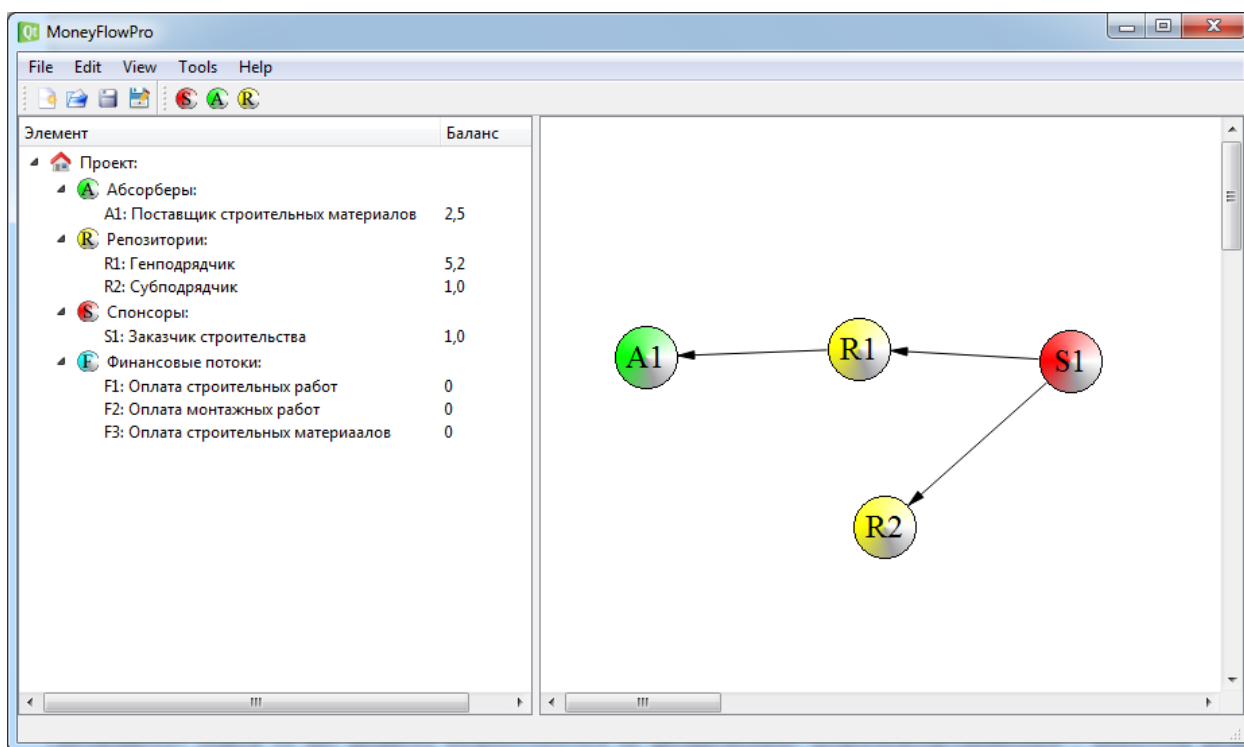 Qt MoneyFlowPro
File Edit View Tools Help
S A R
Элемент Баланс
Проект:
A Абсорберы:
A1: Поставщик строительных материалов 2,5
R Репозитории:
R1: Генподрядчик 5,2
R2: Субподрядчик 1,0
S Спонсоры:
S1: Заказчик строительства 1,0
F Финансовые потоки:
F1: Оплата строительных работ 0
F2: Оплата монтажных работ 0
F3: Оплата строительных материаалов 0
A1 R1 S1
R2